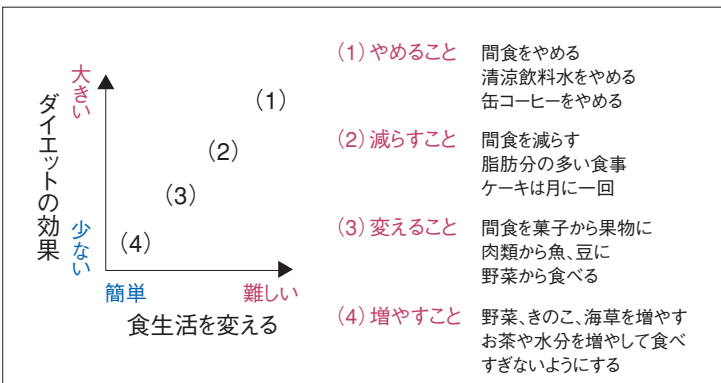 ダイエットの効果
大きい
少ない
(1)
(2)
(3)
(4)
簡単
難しい
食生活を変える
(1)やめること 間食をやめる
清涼飲料水をやめる
缶コーヒーをやめる
(2)減らすこと 間食を減らす
脂肪分の多い食事
ケーキは月に一回
(3)変えること 間食を菓子から果物に
肉類から魚、豆に
野菜から食べる
(4)増やすこと 野菜、きのこ、海草を増やす
お茶や水分を増やして食べ
すぎないようにする